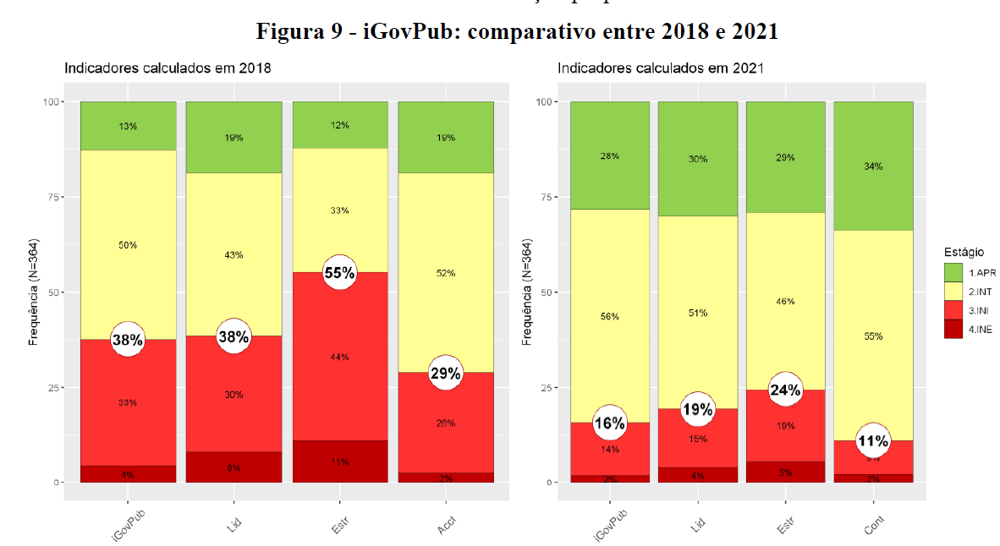 Figura 9 - iGovPub: comparativo entre 2018 e 2021
Indicadores calculados em 2018
Frequência (N=364)
100
75
50
25
0
13%
50%
38%
33%
4%
19%
43%
38%
30%
8%
12%
33%
55%
44%
11%
19%
52%
29%
26%
2%
iGovPub
Lid
Estr
Acct
Indicadores calculados em 2021
Frequência (N=364)
100
75
50
25
0
28%
56%
16%
14%
2%
30%
51%
19%
15%
4%
29%
46%
24%
19%
5%
34%
55%
11%
2%
iGovPub
Lid
Estr
Cont
Estágio
1.APR
2.INT
3.INI
4.INE